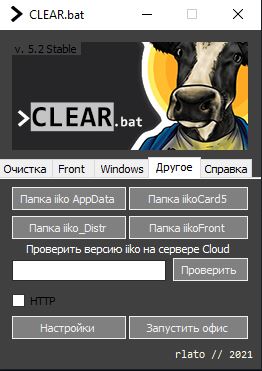 CLEAR.bat
v. 5.2 Stable
>CLEAR.bat
Очистка Front Windows Другое Справка
Папка iiko AppData Папка iikoCard5
Папка iiko_Distr Папка iikoFront
Проверить версию iiko на сервере Cloud
Проверить
HTTP
Настройки Запустить офис
rlato // 2021